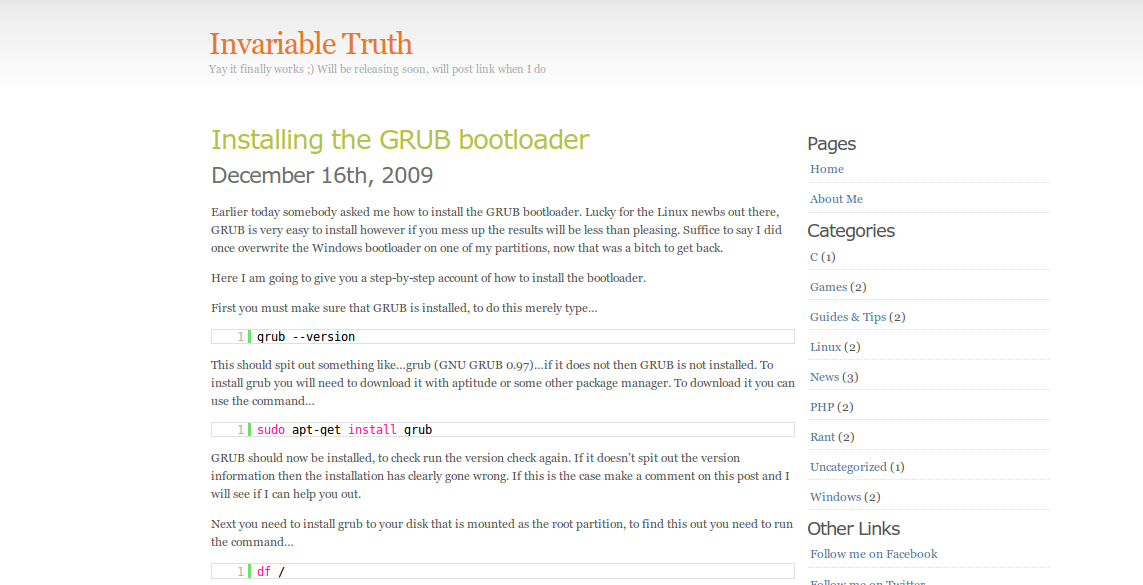 Invariable Truth
Yay it finally works ;) Will be releasing soon, will post link when I do
Installing the GRUB bootloader
December 16th, 2009
Earlier today somebody asked me how to install the GRUB bootloader. Lucky for the Linux newbs out there,
GRUB is very easy to install however if you mess up the results will be less than pleasing. Suffice to say I did
once overwrite the Windows bootloader on one of my partitions, now that was a bitch to get back.
Here I am going to give you a step-by-step account of how to install the bootloader.
First you must make sure that GRUB is installed, to do this merely type...
1 grub --version
This should spit out something like...grub (GNU GRUB 0.97)...if it does not then GRUB is not installed. To
install grub you will need to download it with aptitude or some other package manager. To download it you can
use the command...
1 sudo apt-get install grub
GRUB should now be installed, to check run the version check again. If it doesn't spit out the version
information then the installation has clearly gone wrong. If this is the case make a comment on this post and I
will see if I can help you out.
Next you need to install grub to your disk that is mounted as the root partition, to find this out you need to run
the command...
1 df /
Pages
Home
About Me
Categories
C (1)
Games (2)
Guides & Tips (2)
Linux (2)
News (3)
PHP (2)
Rant (2)
Uncategorized (1)
Windows (2)
Other Links
Follow me on Facebook
Follow me on Twitter